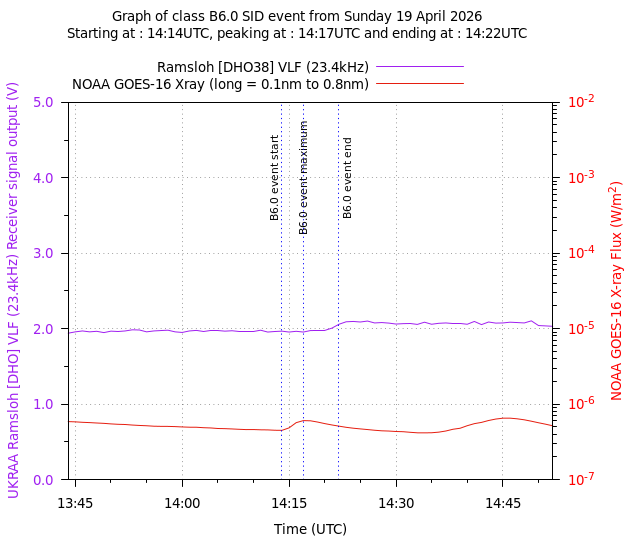 Graph of class B6.0 SID event from Sunday 19 April 2026
Starting at : 14:14UTC, peaking at : 14:17UTC and ending at : 14:22UTC
Ramsloh [DHO38] VLF (23.4kHz)
NOAA GOES-16 Xray (long = 0.1nm to 0.8nm)
UKRAA Ramsloh [DHO] VLF (23.4kHz) Receiver signal output (V)
5.0
4.0
3.0
2.0
1.0
0.0
B6.0 event start
B6.0 event maximum
B6.0 event end
10-2
10-3
10-4
10-5
10-6
10-7
NOAA GOES-16 X-ray Flux (W/m2)
13:45 14:00 14:15 14:30 14:45
Time (UTC)